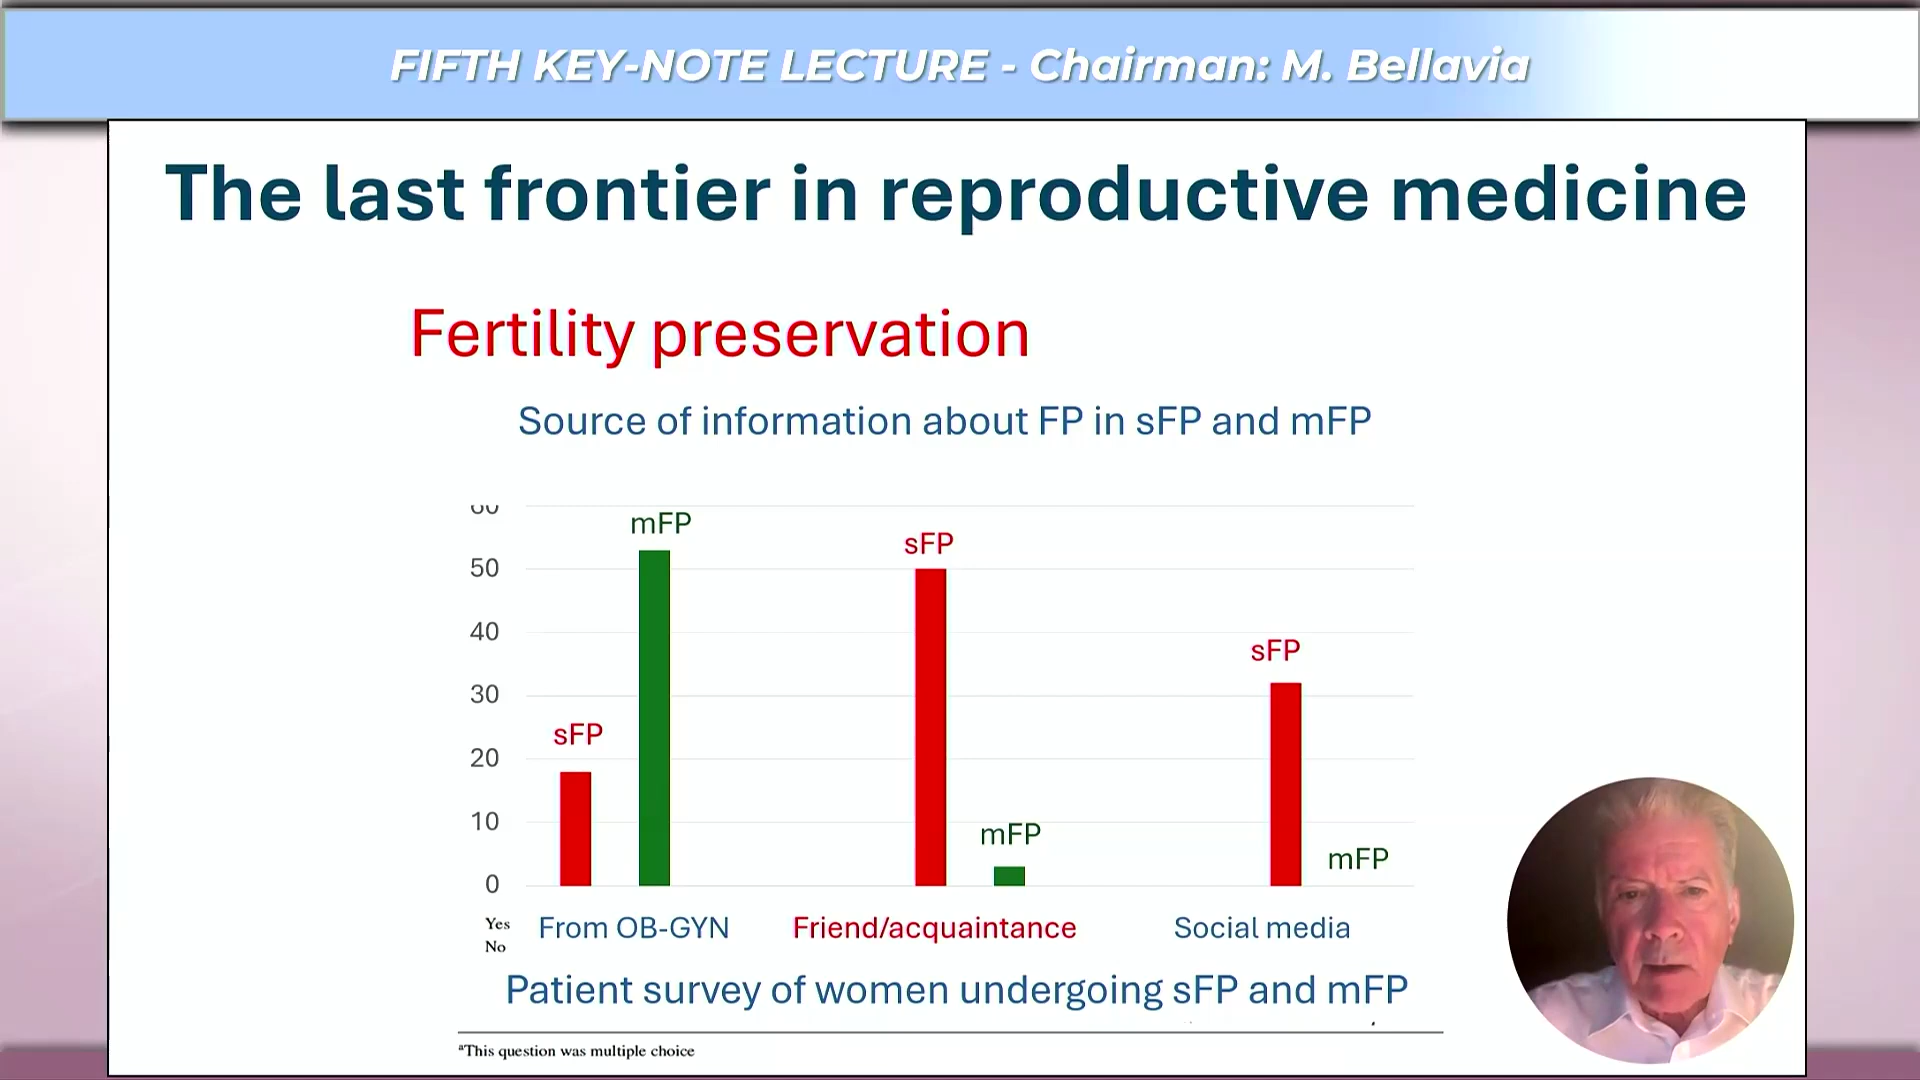 FIFTH KEY-NOTE LECTURE - Chairman: M. Bellavia
The last frontier in reproductive medicine
Fertility preservation
Source of information about FP in sFP and mFP
60
50
40
30
20
10
0
sFP
mFP
sFP
mFP
sFP
mFP
Yes
No
From OB-GYN
Friend/acquaintance
Social media
Patient survey of women undergoing sFP and mFP
ᵃThis question was multiple choice